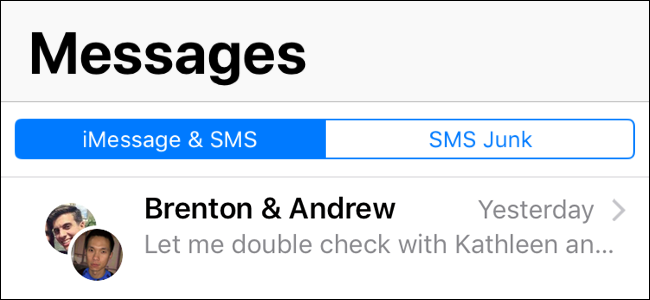 Messages
iMessage & SMS SMS Junk
Brenton & Andrew Yesterday
Let me double check with Kathleen an...